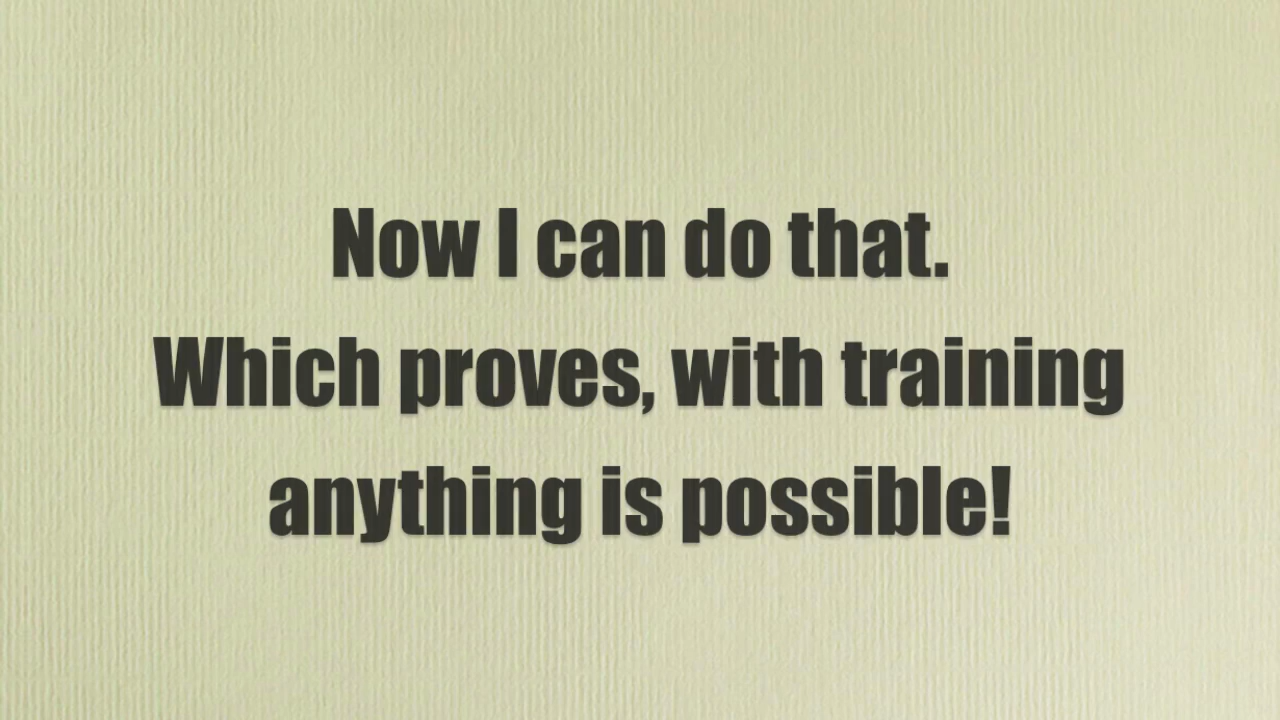 Now I can do that.
Which proves, with training
anything is possible!